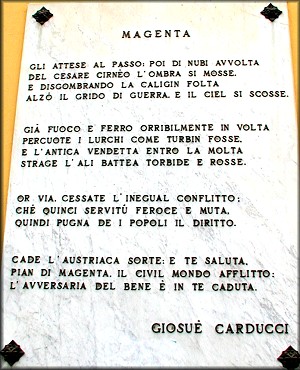 MAGENTA
GLI ATTESE AL PASSO: POI DI NUBI AVVOLTA
DEL CESARE CIRNÉO L'OMBRA SI MOSSE.
E DISGOMBRANDO LA CALIGIN FOLTA
ALZÒ IL GRIDO DI GUERRA. E IL CIEL SI SCOSSE.
GIÀ FUOCO E FERRO ORRIBILMENTE IN VOLTA
PERCUOTE I LURCHI COME TURBIN FOSSE.
E L'ANTICA VENDETTA ENTRO LA MOLTA
STRAGE L'ALI BATTEA TORBIDE E ROSSE.
OR VIA. CESSATE L'INEGUAL CONFLITTO:
CHÉ QUINCI SERVITÙ FEROCE E MUTA.
QUINDI PUGNA DE I POPOLI IL DIRITTO.
CADE L'AUSTRIACA SORTE: E TE SALUTA.
PIAN DI MAGENTA. IL CIVIL MONDO AFFLITTO:
L'AVVERSARIA DEL BENE È IN TE CADUTA.
GIOSUÈ CARDUCCI